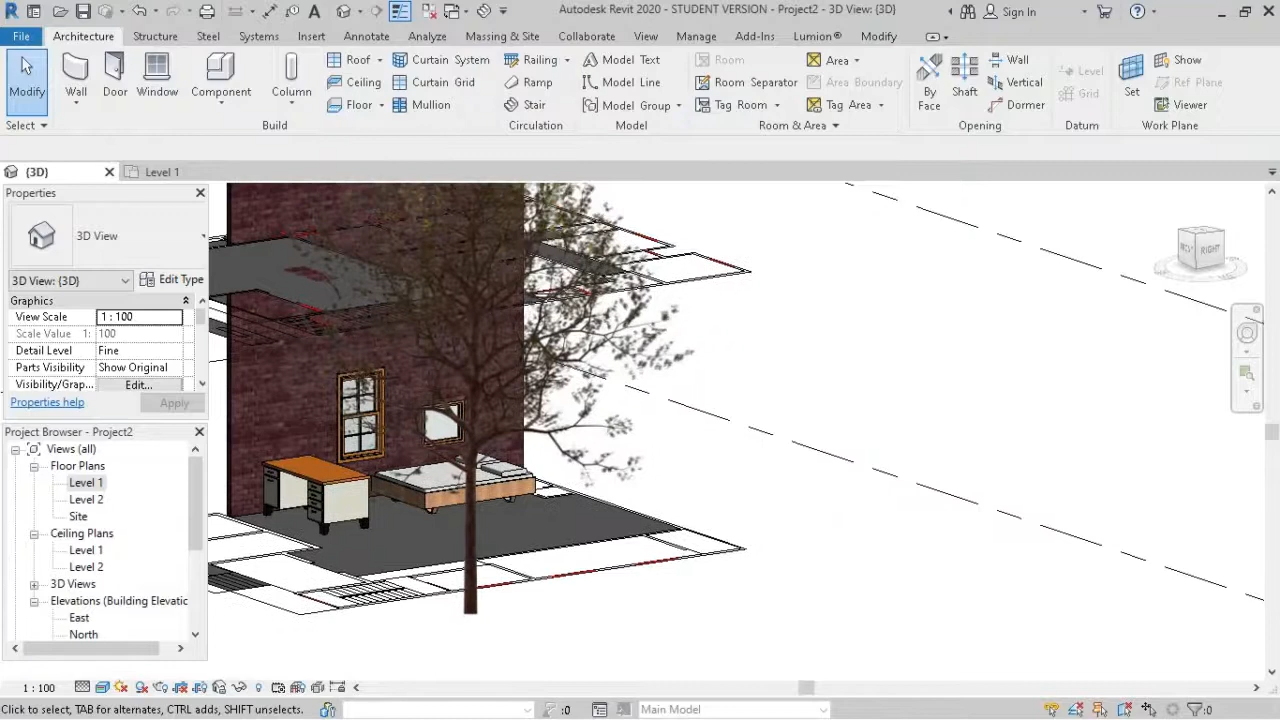 Autodesk Revit 2020 - STUDENT VERSION - Project2 - 3D View: {3D}
Sign In
File Architecture Structure Steel Systems Insert Annotate Analyze Massing & Site Collaborate View Manage Add-Ins Lumion® Modify
Modify
Wall
Door
Window
Component
Column
Roof
Ceiling
Floor
Curtain System
Curtain Grid
Mullion
Railing
Ramp
Stair
Model Text
Model Line
Model Group
Room
Room Separator
Tag Room
Area
Area Boundary
Tag Area
By Face
Shaft
Wall
Vertical
Dormer
Level
Grid
Set
Show
Ref Plane
Viewer
Select Build Circulation Model Room & Area Opening Datum Work Plane
{3D} Level 1
Properties
3D View
3D View: {3D} Edit Type
Graphics
View Scale 1 : 100
Scale Value 1: 100
Detail Level Fine
Parts Visibility Show Original
Visibility/Grap... Edit...
Properties help Apply
Project Browser - Project2
Views (all)
Floor Plans
Level 1
Level 2
Site
Ceiling Plans
Level 1
Level 2
3D Views
Elevations (Building Elevatic
East
North
RIGHT
1 : 100
Click to select, TAB for alternates, CTRL adds, SHIFT unselects.
:0
Main Model
:0